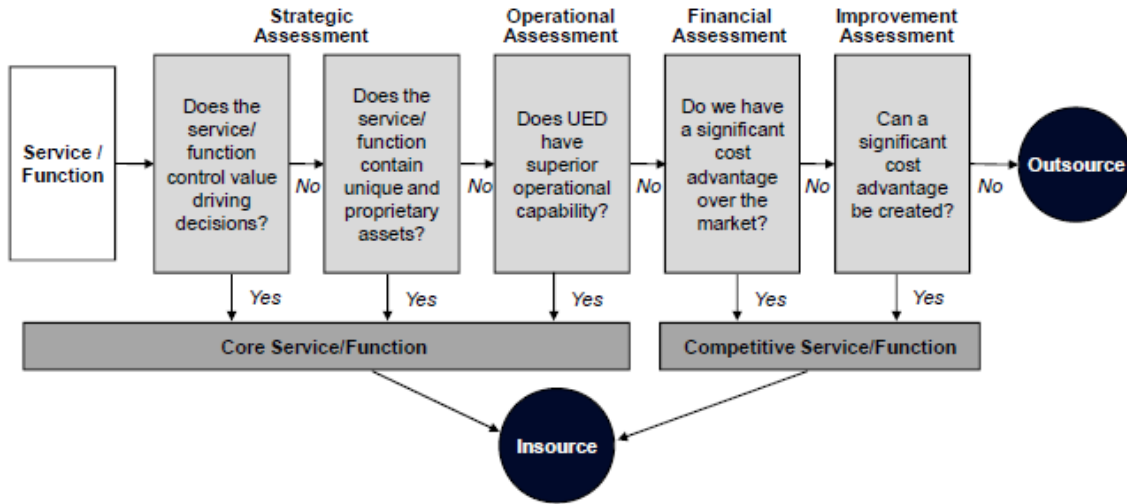 Strategic
Assessment
Operational
Assessment
Financial
Assessment
Improvement
Assessment
Service /
Function
Does the
service/
function
control value
driving
decisions?
No
Does the
service/
function
contain
unique and
proprietary
assets?
No
Does UED
have
superior
operational
capability?
No
Do we have
a significant
cost
advantage
over the
market?
No
Can a
significant
cost
advantage
be created?
No
Outsource
Yes
Yes
Yes
Yes
Yes
Core Service/Function
Competitive Service/Function
Insource